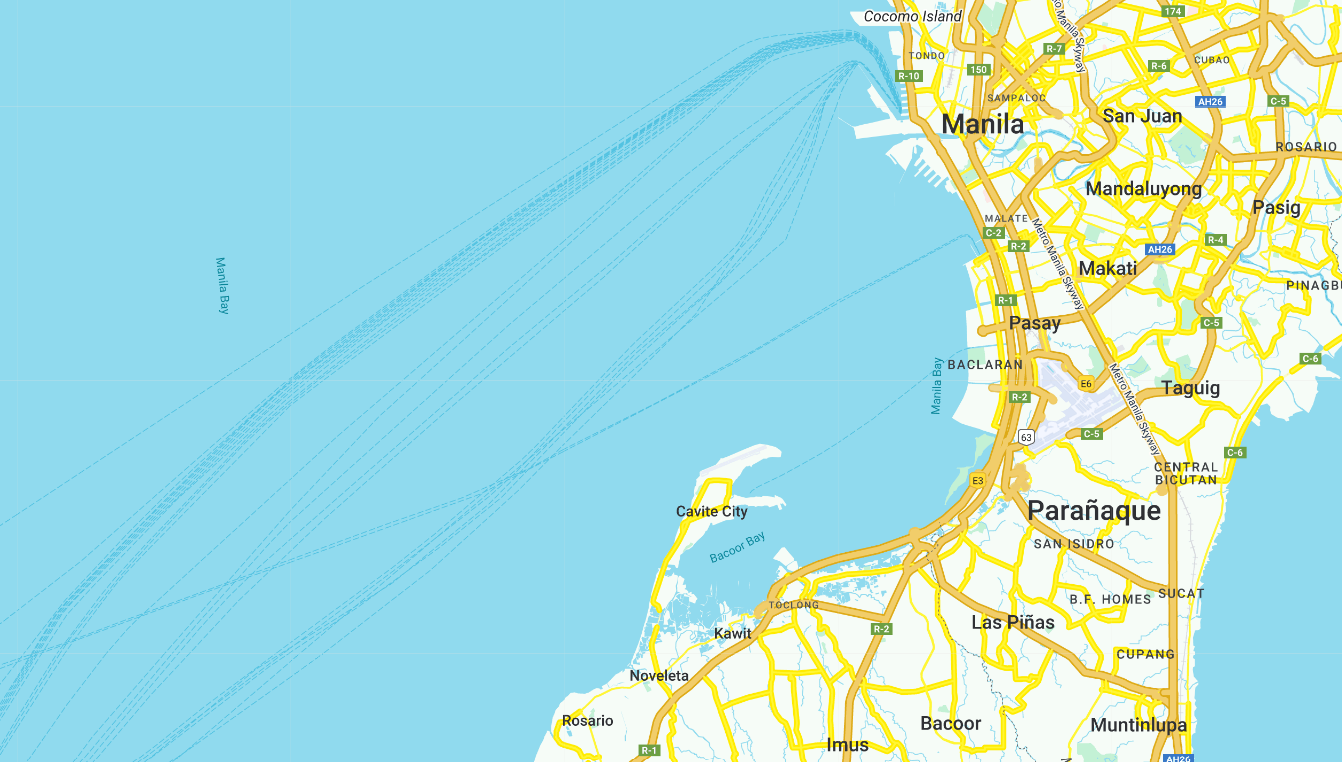 Cocomo Island
174
Metro Manila Skyway
R-7
TONDO
R-10
150
R-6
CUBAO
SAMPALOC
AH26
C-5
Manila
San Juan
ROSARIO
Mandaluyong
Pasig
MALATE
C-2
R-2
Metro Manila Skyway
AH26
R-4
Manila Bay
Makati
PINAGBU
R-1
Pasay
C-5
C-6
Manila Bay
BACLARAN
E6
Metro Manila Skyway
Taguig
R-2
63
C-5
C-6
E3
CENTRAL
BICUTAN
Cavite City
Parañaque
Bacoor Bay
SAN ISIDRO
TOCLONG
B.F. HOMES
SUCAT
Kawit
R-2
Las Piñas
CUPANG
Noveleta
Rosario
Bacoor
Muntinlupa
R-1
Imus
AH26